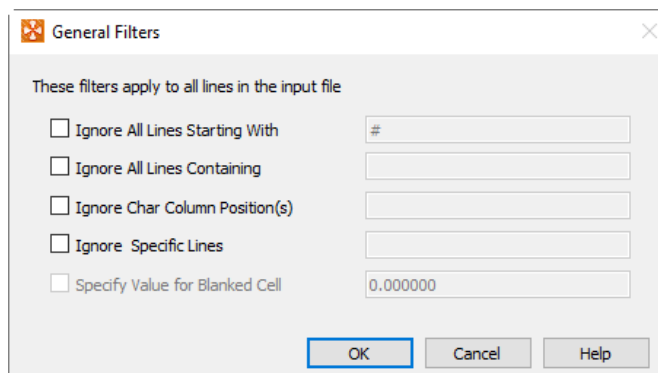 General Filters
These filters apply to all lines in the input file
Ignore All Lines Starting With #
Ignore All Lines Containing
Ignore Char Column Position(s)
Ignore Specific Lines
Specify Value for Blanked Cell 0.000000
OK Cancel Help